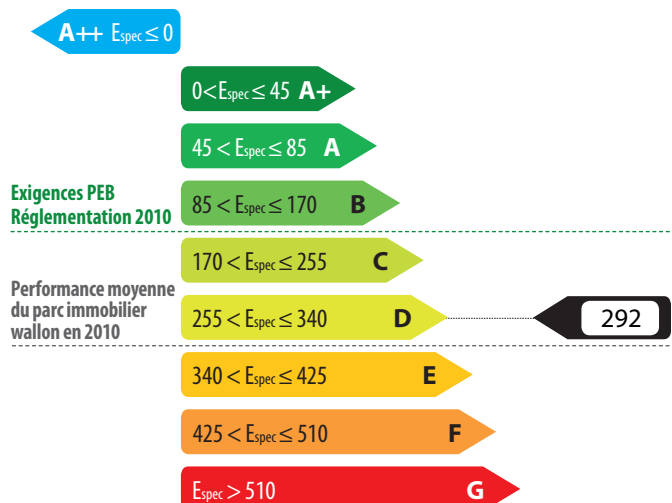 A++ Espec ≤ 0
0 < Espec ≤ 45 A+
45 < Espec ≤ 85 A
Exigences PEB
Réglementation 2010
85 < Espec ≤ 170 B
170 < Espec ≤ 255 C
Performance moyenne
du parc immobilier
wallon en 2010
255 < Espec ≤ 340 D
292
340 < Espec ≤ 425 E
425 < Espec ≤ 510 F
Espec > 510 G